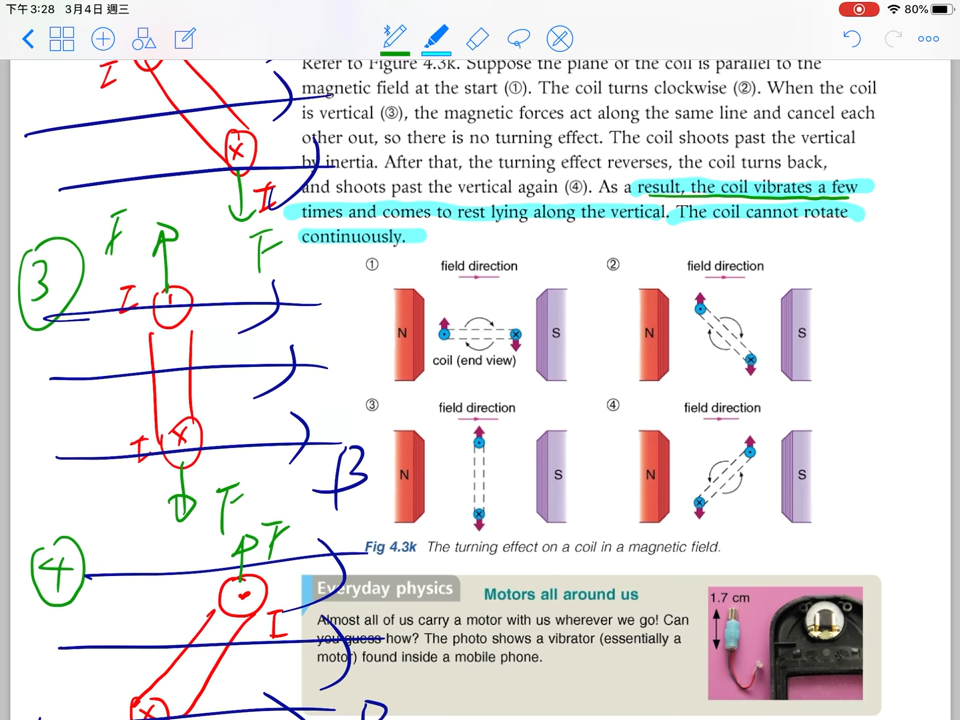 下午3:28 3月4日 週三
80%
Refer to Figure 4.3k. Suppose the plane of the coil is parallel to the
magnetic field at the start (①). The coil turns clockwise (②). When the coil
is vertical (③), the magnetic forces act along the same line and cancel each
other out, so there is no turning effect. The coil shoots past the vertical
by inertia. After that, the turning effect reverses, the coil turns back,
and shoots past the vertical again (④). As a result, the coil vibrates a few
times and comes to rest lying along the vertical. The coil cannot rotate
continuously.
I
X
I
F
F
3
I
I
X
B
F
F
4
I
X
①
field direction
N
S
coil (end view)
②
field direction
N
S
③
field direction
N
S
④
field direction
N
S
Fig 4.3k The turning effect on a coil in a magnetic field.
Everyday physics
Motors all around us
Almost all of us carry a motor with us wherever we go! Can
you guess how? The photo shows a vibrator (essentially a
motor) found inside a mobile phone.
1.7 cm